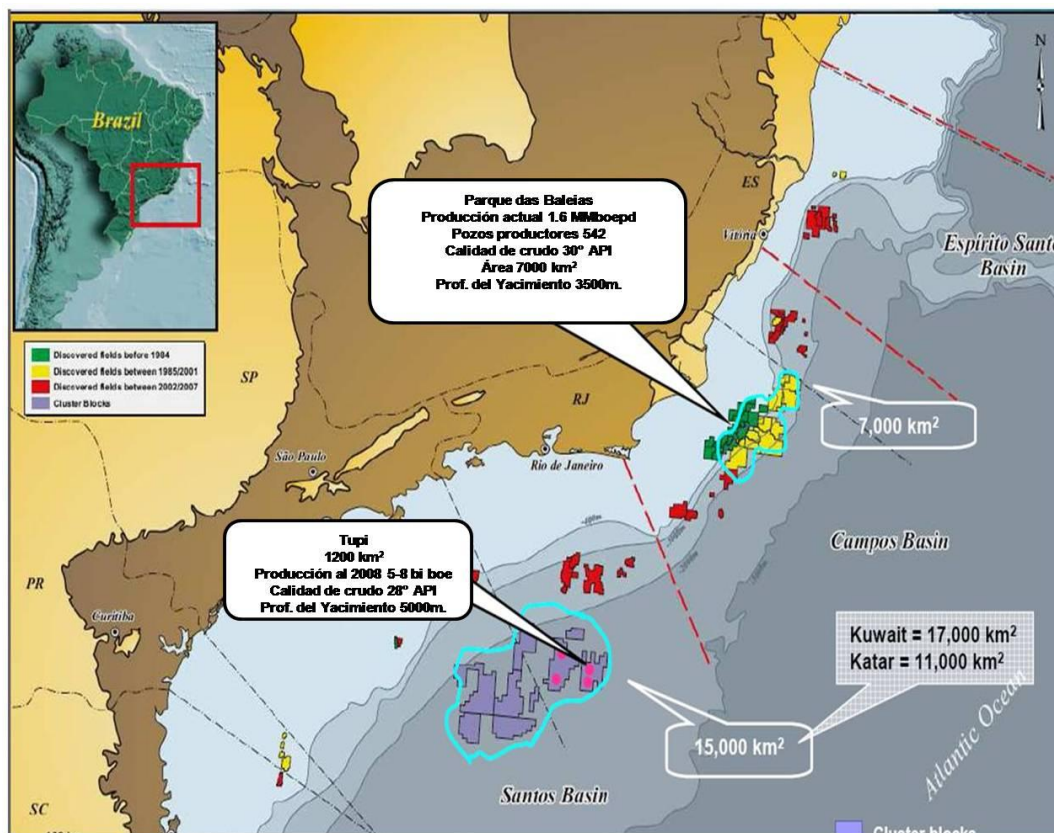 Brazil
N
Parque das Baleias
Producción actual 1.6 MMboepd
Pozos productores 542
Calidad de crudo 30º API
Área 7000 km²
Prof. del Yacimiento 3500m.
ES
Vitória
Espírito Santo
Basin
Discovered fields before 1984
Discovered fields between 1985/2001
Discovered fields between 2002/2007
Cluster Blocks
SP
RJ
7,000 km²
São Paulo
Rio de Janeiro
Tupi
1200 km²
Producción al 2008 5-8 bi boe
Calidad de crudo 28º API
Prof. del Yacimiento 5000m.
Campos Basin
PR
Curitiba
Kuwait = 17,000 km²
Katar = 11,000 km²
15,000 km²
Atlantic Ocean
Santos Basin
SC
Cluster blocks